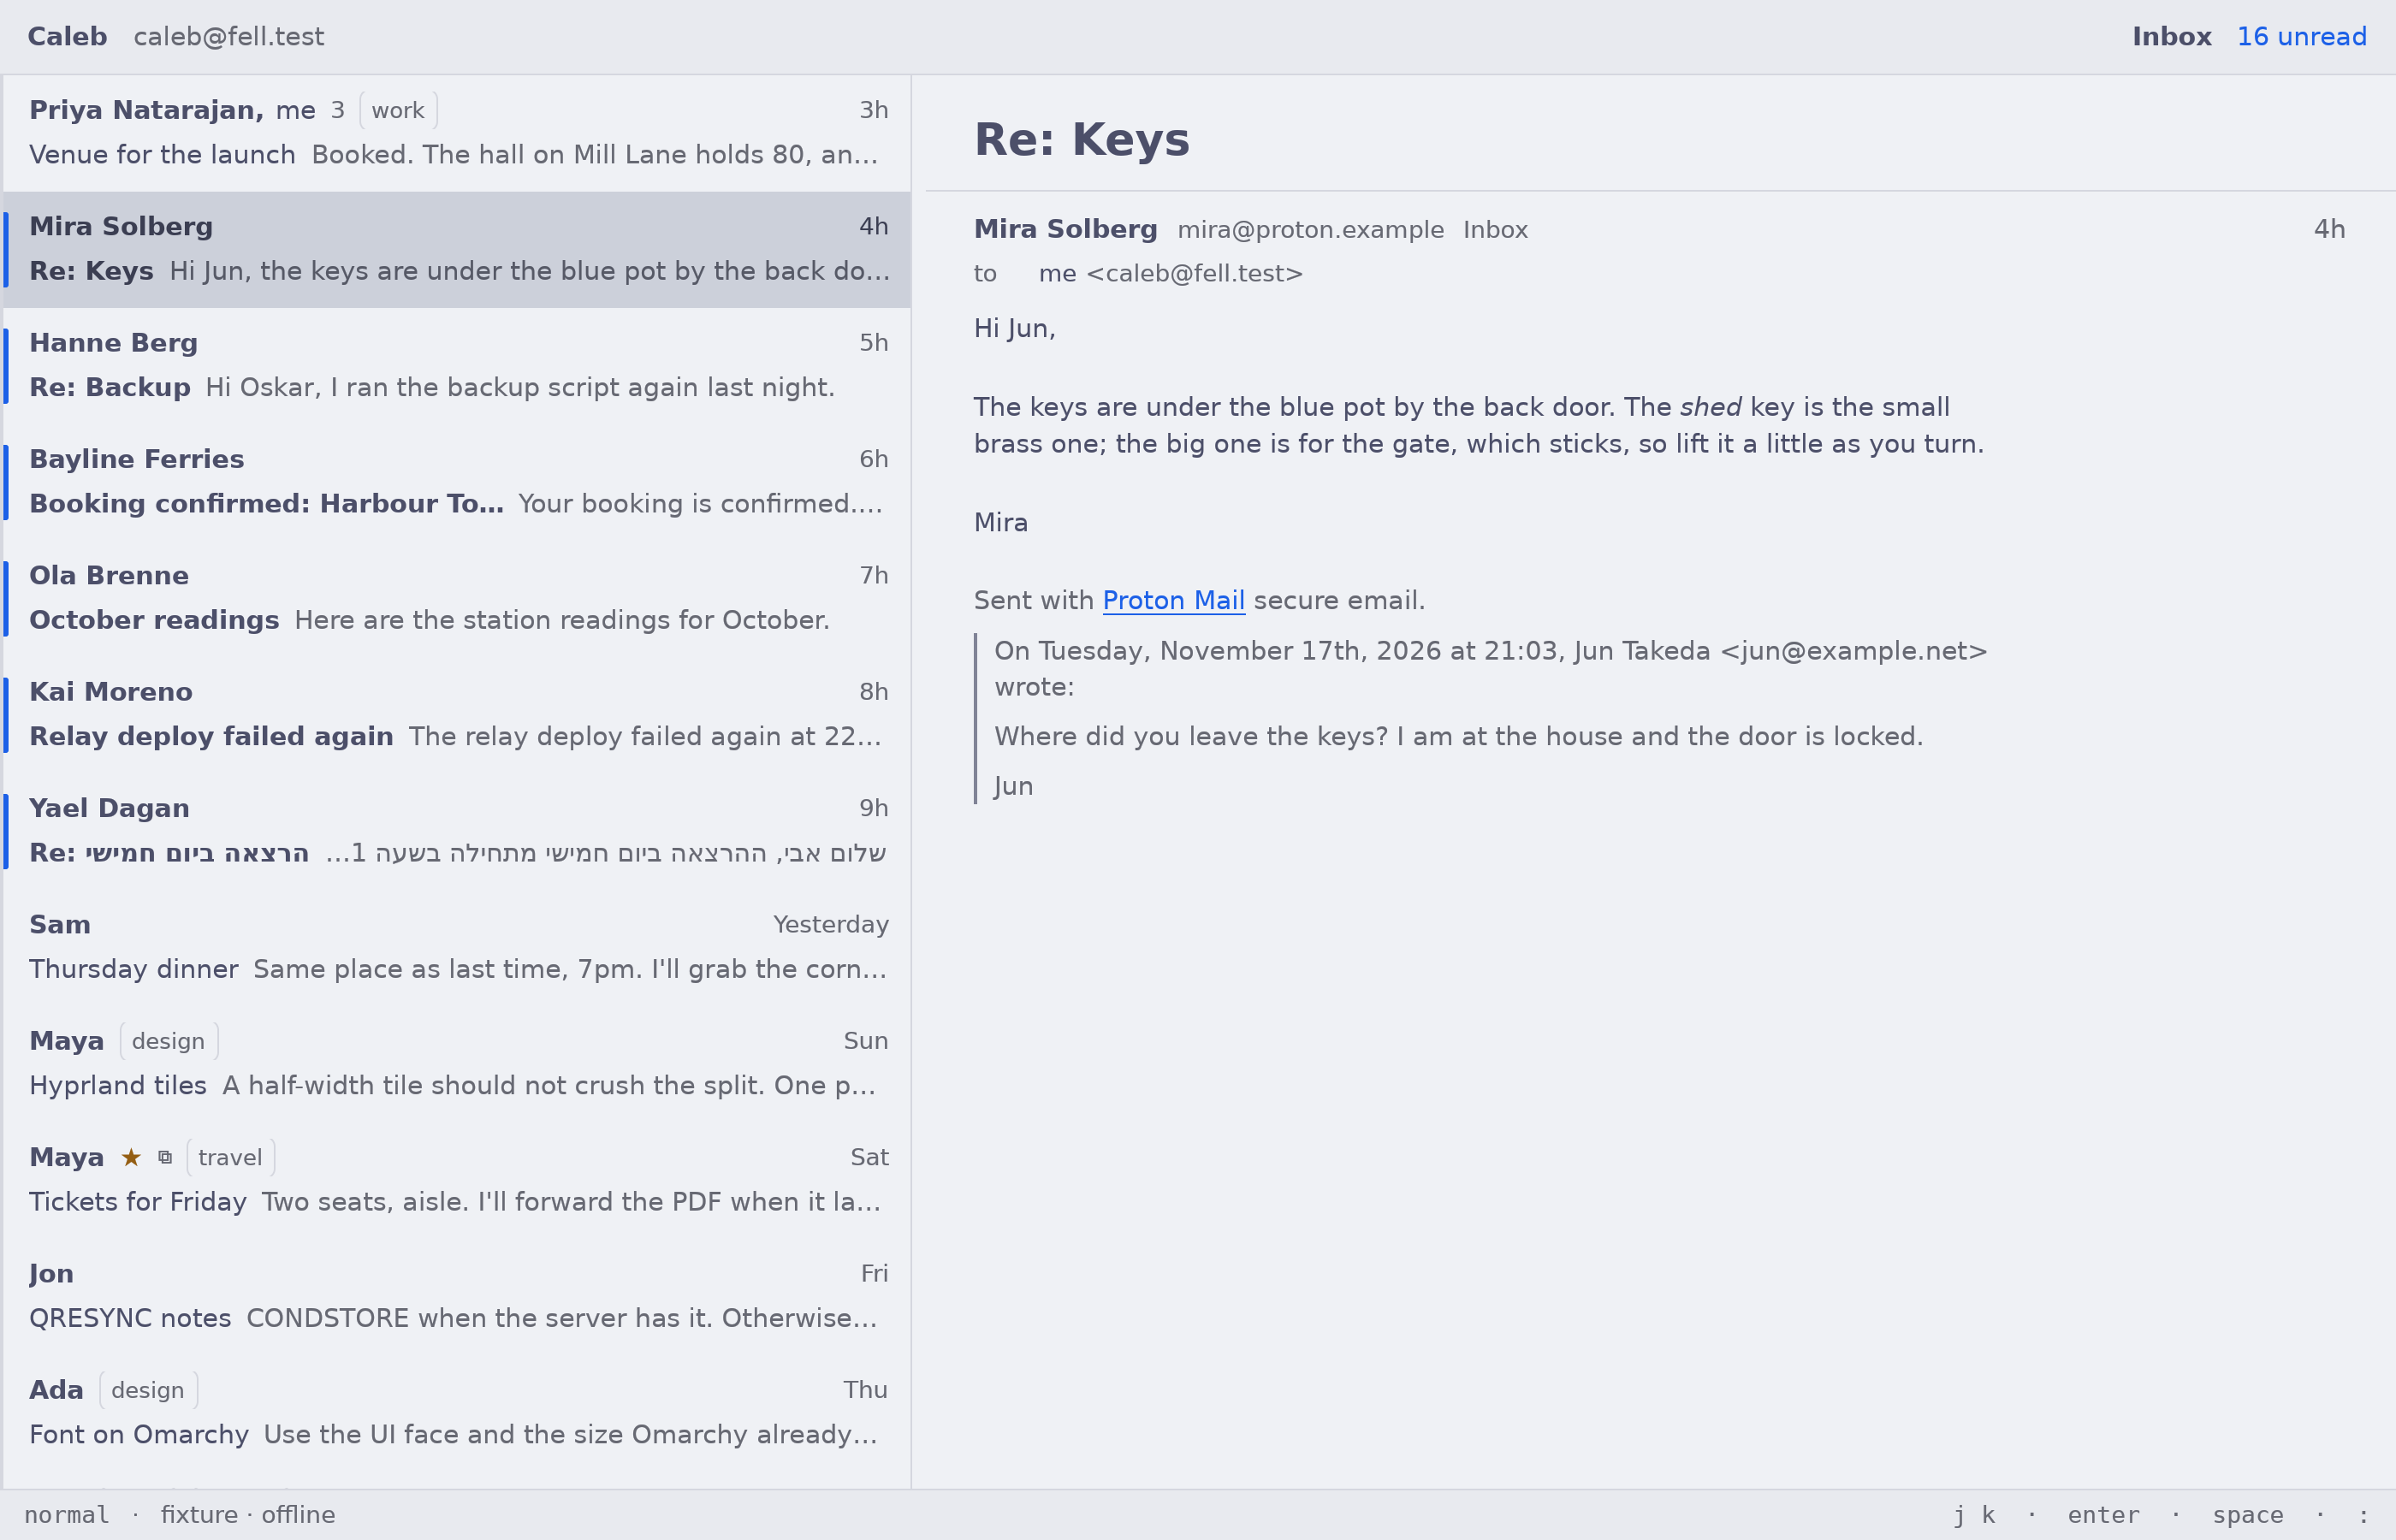 Caleb caleb@fell.test
Inbox 16 unread
Priya Natarajan, me 3 work 3h
Venue for the launch Booked. The hall on Mill Lane holds 80, an…
Mira Solberg 4h
Re: Keys Hi Jun, the keys are under the blue pot by the back do…
Hanne Berg 5h
Re: Backup Hi Oskar, I ran the backup script again last night.
Bayline Ferries 6h
Booking confirmed: Harbour To… Your booking is confirmed.…
Ola Brenne 7h
October readings Here are the station readings for October.
Kai Moreno 8h
Relay deploy failed again The relay deploy failed again at 22…
Yael Dagan 9h
Re: הרצאה ביום חמישי שלום אבי, ההרצאה ביום חמישי מתחילה בשעה 1…
Sam Yesterday
Thursday dinner Same place as last time, 7pm. I'll grab the corn…
Maya design Sun
Hyprland tiles A half-width tile should not crush the split. One p…
Maya ★ ⧉ travel Sat
Tickets for Friday Two seats, aisle. I'll forward the PDF when it la…
Jon Fri
QRESYNC notes CONDSTORE when the server has it. Otherwise…
Ada design Thu
Font on Omarchy Use the UI face and the size Omarchy already…
Re: Keys
Mira Solberg mira@proton.example Inbox 4h
to me <caleb@fell.test>
Hi Jun,
The keys are under the blue pot by the back door. The shed key is the small
brass one; the big one is for the gate, which sticks, so lift it a little as you turn.
Mira
Sent with Proton Mail secure email.
On Tuesday, November 17th, 2026 at 21:03, Jun Takeda <jun@example.net>
wrote:
Where did you leave the keys? I am at the house and the door is locked.
Jun
normal · fixture · offline
j k · enter · space · :